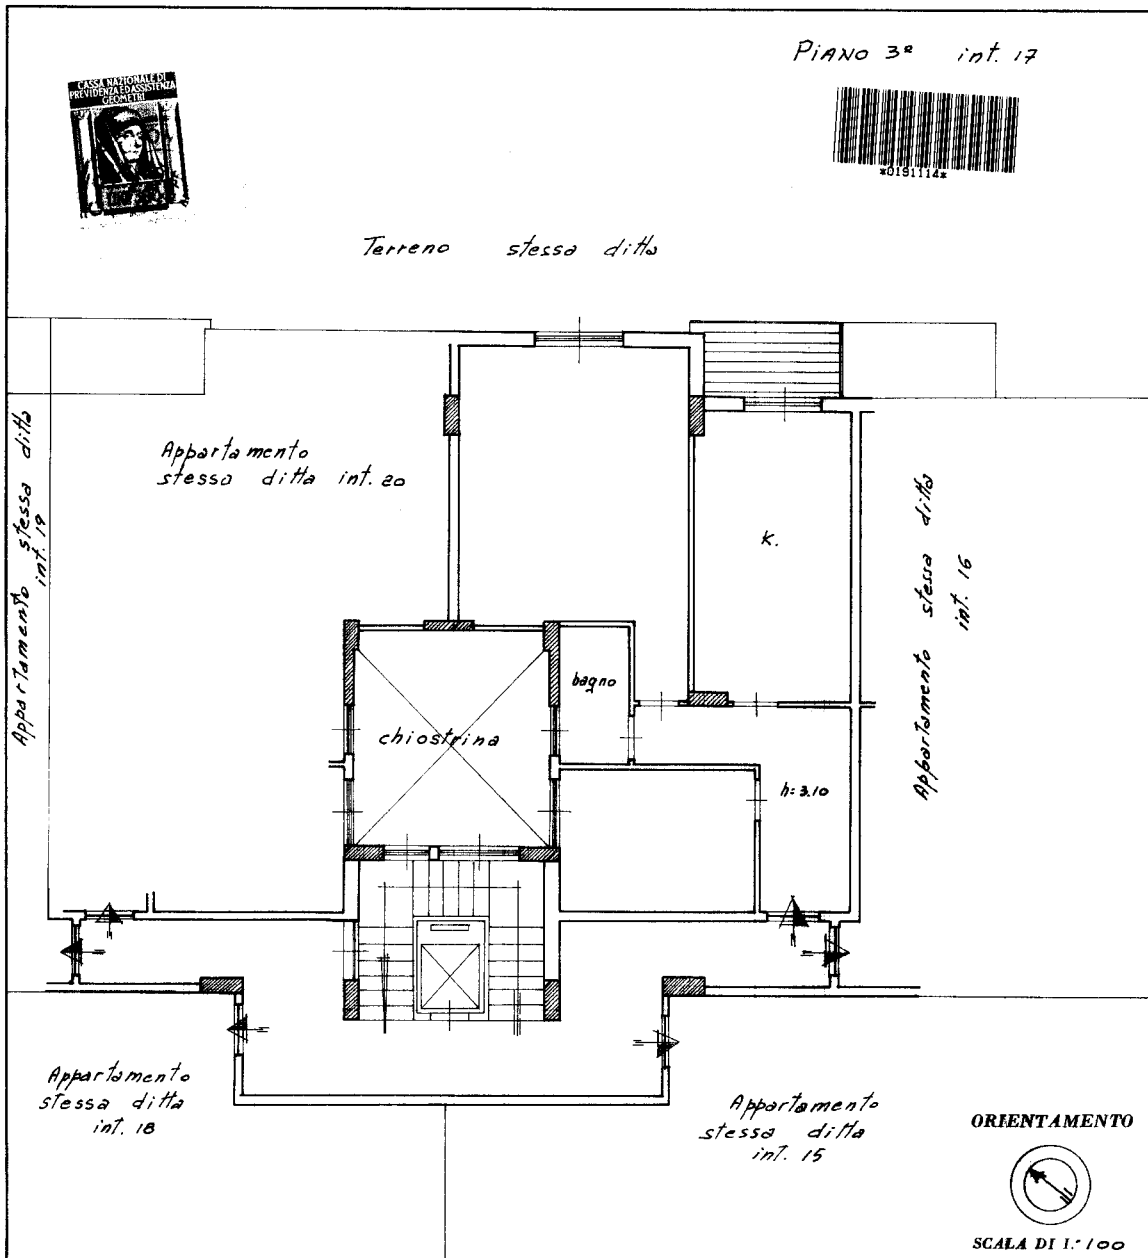 PIANO 3º int. 17
CASSA NAZIONALE DI
PREVIDENZA ED ASSISTENZA
GEOMETRI
*0191114*
Terreno stessa ditta
Appartamento stessa ditta
int. 19
Appartamento
stessa ditta int. 20
K.
Appartamento stessa ditta
int. 16
bagno
chiostrina
h=3.10
Appartamento
stessa ditta
int. 18
Appartamento
stessa ditta
int. 15
ORIENTAMENTO
SCALA DI 1:100